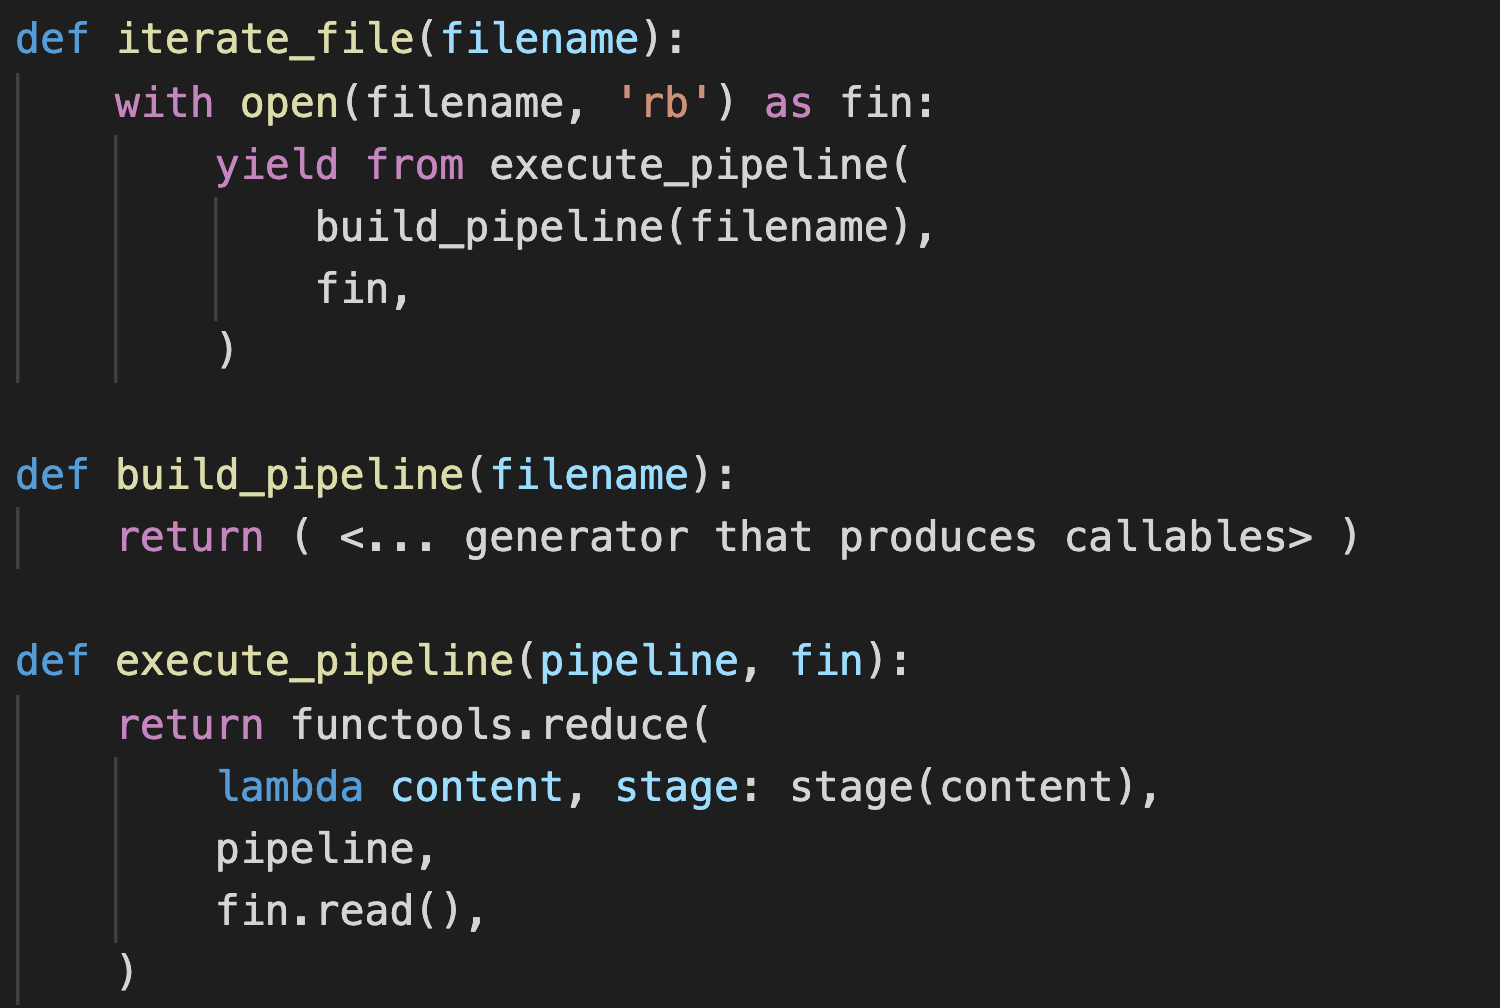 def iterate_file(filename):
    with open(filename, 'rb') as fin:
        yield from execute_pipeline(
            build_pipeline(filename),
            fin,
        )

def build_pipeline(filename):
    return ( <... generator that produces callables> )

def execute_pipeline(pipeline, fin):
    return functools.reduce(
        lambda content, stage: stage(content),
        pipeline,
        fin.read(),
    )